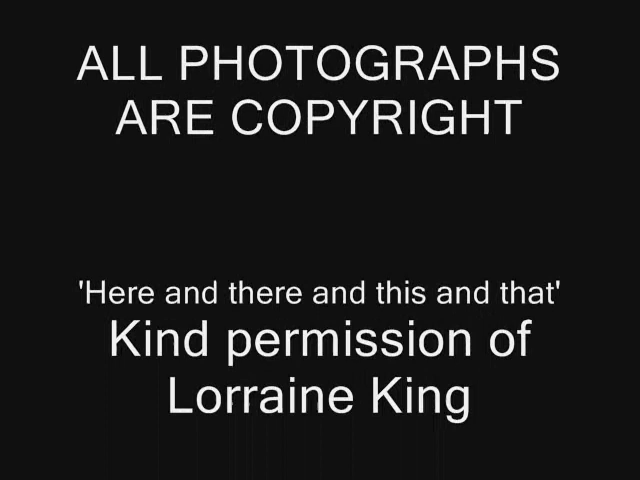 ALL PHOTOGRAPHS
ARE COPYRIGHT
'Here and there and this and that'
Kind permission of
Lorraine King